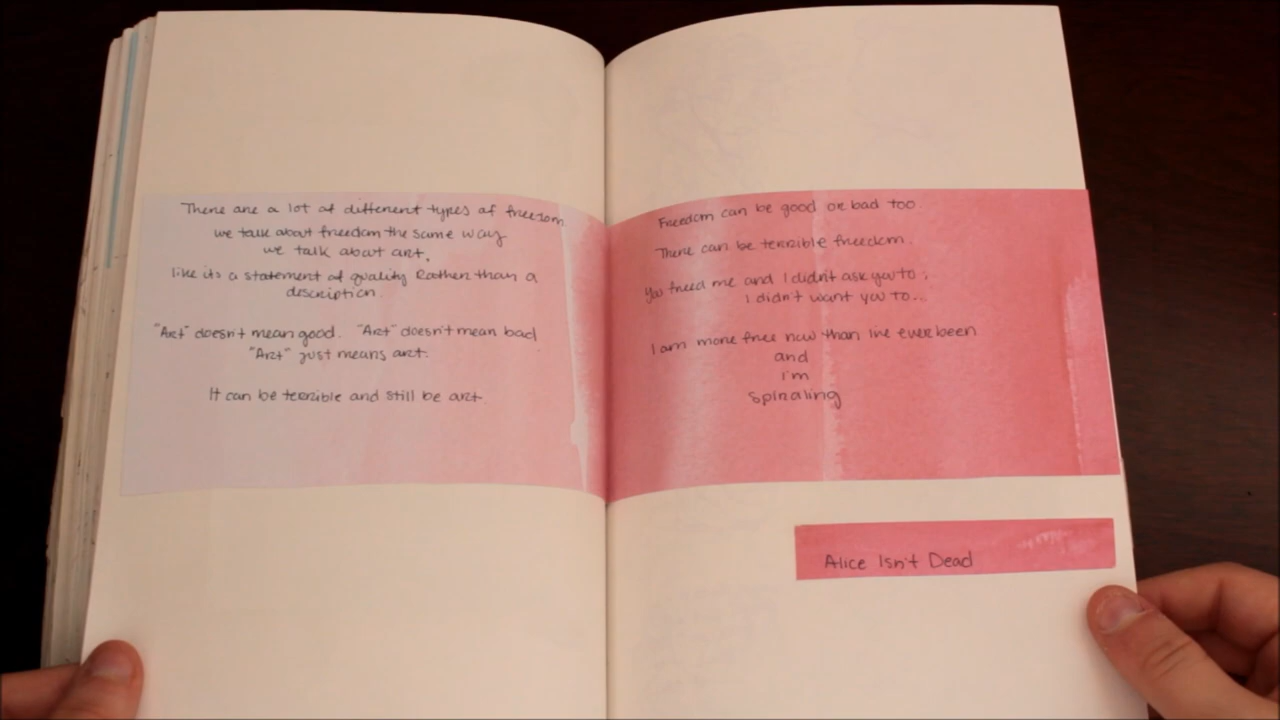 There are a lot of different types of freedom
we talk about freedom the same way
we talk about art.
like its a statement of quality Rather than a
description.
"Art" doesn't mean good. "Art" doesn't mean bad
"Art" just means art.
It can be terrible and still be art.
Freedom can be good or bad too.
There can be terrible freedom.
You freed me and I didn't ask you to.
I didn't want you to...
I am more free now than I've ever been
and
i'm
spiraling
Alice Isn't Dead